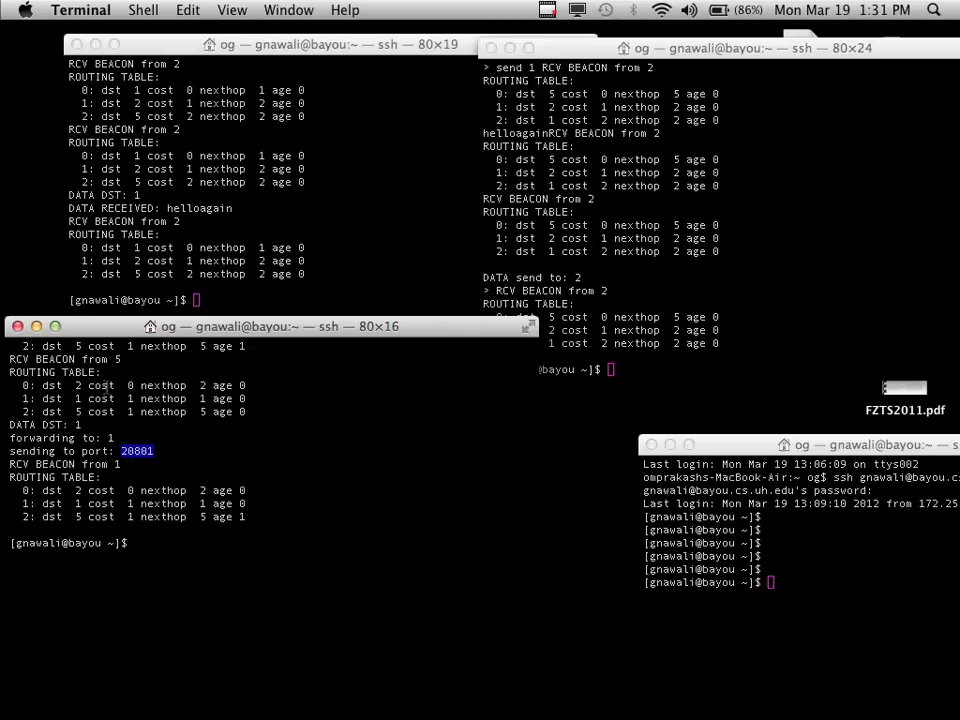 Terminal Shell Edit View Window Help (86%) Mon Mar 19 1:31 PM
og — gnawali@bayou:~ — ssh — 80×19
RCV BEACON from 2
ROUTING TABLE:
0: dst 1 cost 0 nexthop 1 age 0
1: dst 2 cost 1 nexthop 2 age 0
2: dst 5 cost 2 nexthop 2 age 0
RCV BEACON from 2
ROUTING TABLE:
0: dst 1 cost 0 nexthop 1 age 0
1: dst 2 cost 1 nexthop 2 age 0
2: dst 5 cost 2 nexthop 2 age 0
DATA DST: 1
DATA RECEIVED: helloagain
RCV BEACON from 2
ROUTING TABLE:
0: dst 1 cost 0 nexthop 1 age 0
1: dst 2 cost 1 nexthop 2 age 0
2: dst 5 cost 2 nexthop 2 age 0
[gnawali@bayou ~]$
og — gnawali@bayou:~ — ssh — 80×24
> send 1 RCV BEACON from 2
ROUTING TABLE:
0: dst 5 cost 0 nexthop 5 age 0
1: dst 2 cost 1 nexthop 2 age 0
2: dst 1 cost 2 nexthop 2 age 0
helloagainRCV BEACON from 2
ROUTING TABLE:
0: dst 5 cost 0 nexthop 5 age 0
1: dst 2 cost 1 nexthop 2 age 0
2: dst 1 cost 2 nexthop 2 age 0
RCV BEACON from 2
ROUTING TABLE:
0: dst 5 cost 0 nexthop 5 age 0
1: dst 2 cost 1 nexthop 2 age 0
2: dst 1 cost 2 nexthop 2 age 0
DATA send to: 2
> RCV BEACON from 2
ROUTING TABLE:
5 cost 0 nexthop 5 age 0
2 cost 1 nexthop 2 age 0
1 cost 2 nexthop 2 age 0
@bayou ~]$
og — gnawali@bayou:~ — ssh — 80×16
2: dst 5 cost 1 nexthop 5 age 1
RCV BEACON from 5
ROUTING TABLE:
0: dst 2 cost 0 nexthop 2 age 0
1: dst 1 cost 1 nexthop 1 age 0
2: dst 5 cost 1 nexthop 5 age 0
DATA DST: 1
forwarding to: 1
sending to port: 20801
RCV BEACON from 1
ROUTING TABLE:
0: dst 2 cost 0 nexthop 2 age 0
1: dst 1 cost 1 nexthop 1 age 0
2: dst 5 cost 1 nexthop 5 age 1
[gnawali@bayou ~]$
FZTS2011.pdf
og — gnawali@bayou:~ — s
Last login: Mon Mar 19 13:06:09 on ttys002
omprakashs-MacBook-Air:~ og$ ssh gnawali@bayou.c
gnawali@bayou.cs.uh.edu's password:
Last login: Mon Mar 19 13:09:10 2012 from 172.25
[gnawali@bayou ~]$
[gnawali@bayou ~]$
[gnawali@bayou ~]$
[gnawali@bayou ~]$
[gnawali@bayou ~]$
[gnawali@bayou ~]$